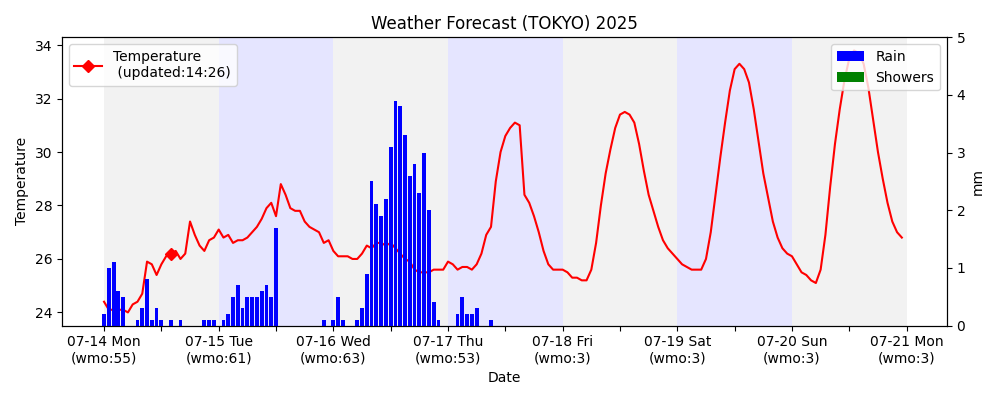 Weather Forecast (TOKYO) 2025
Temperature
(updated:14:26)
Rain
Showers
34
32
30
28
26
24
Temperature
5
4
3
2
1
0
mm
07-14 Mon
(wmo:55)
07-15 Tue
(wmo:61)
07-16 Wed
(wmo:63)
07-17 Thu
(wmo:53)
07-18 Fri
(wmo:3)
07-19 Sat
(wmo:3)
07-20 Sun
(wmo:3)
07-21 Mon
(wmo:3)
Date